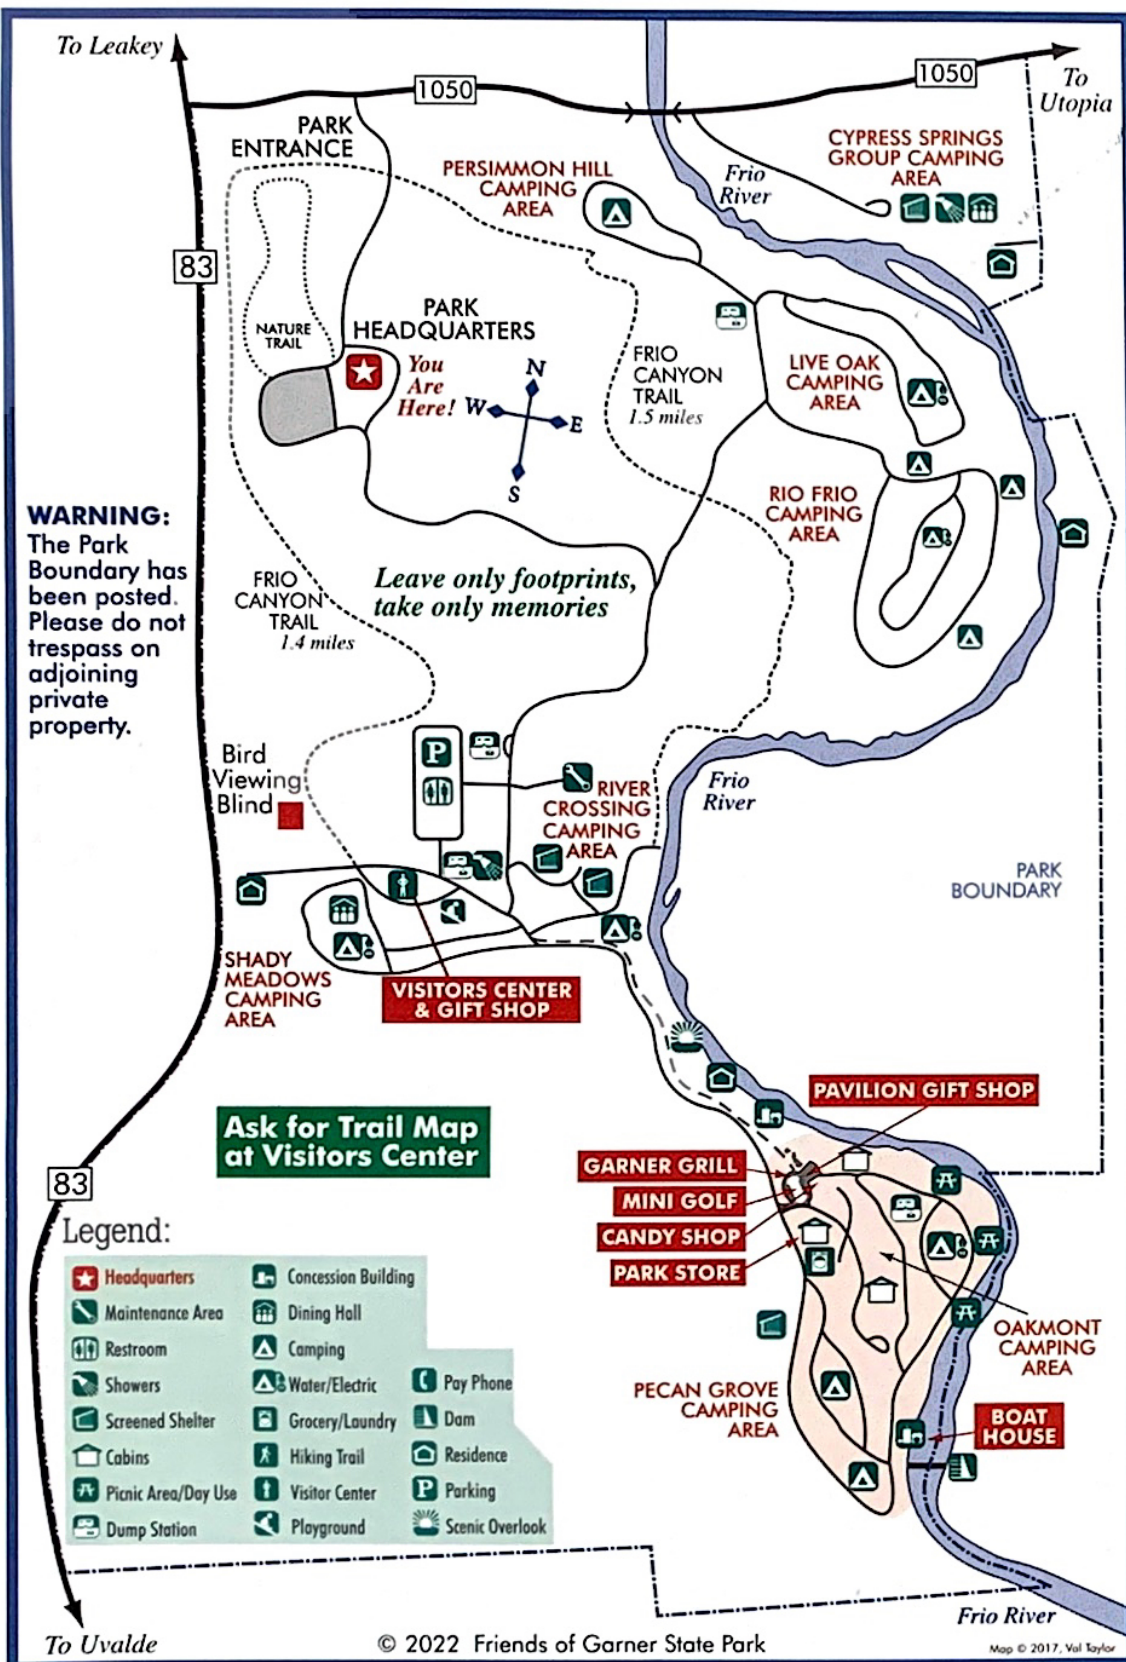 To Leakey
1050
1050
To
Utopia
PARK
ENTRANCE
PERSIMMON HILL
CAMPING
AREA
Frio
River
CYPRESS SPRINGS
GROUP CAMPING
AREA
83
NATURE
TRAIL
PARK
HEADQUARTERS
You
Are
Here!
N
W
E
S
FRIO
CANYON
TRAIL
1.5 miles
LIVE OAK
CAMPING
AREA
RIO FRIO
CAMPING
AREA
WARNING:
The Park
Boundary has
been posted.
Please do not
trespass on
adjoining
private
property.
FRIO
CANYON
TRAIL
1.4 miles
Leave only footprints,
take only memories
Bird
Viewing
Blind
P
RIVER
CROSSING
CAMPING
AREA
Frio
River
PARK
BOUNDARY
SHADY
MEADOWS
CAMPING
AREA
VISITORS CENTER
& GIFT SHOP
PAVILION GIFT SHOP
Ask for Trail Map
at Visitors Center
GARNER GRILL
MINI GOLF
CANDY SHOP
PARK STORE
83
OAKMONT
CAMPING
AREA
PECAN GROVE
CAMPING
AREA
BOAT
HOUSE
Legend:
Headquarters
Maintenance Area
Restroom
Showers
Screened Shelter
Cabins
Picnic Area/Day Use
Dump Station
Concession Building
Dining Hall
Camping
Water/Electric
Grocery/Laundry
Hiking Trail
Visitor Center
Playground
Pay Phone
Dam
Residence
P Parking
Scenic Overlook
To Uvalde
© 2022 Friends of Garner State Park
Frio River
Map © 2017, Val Taylor